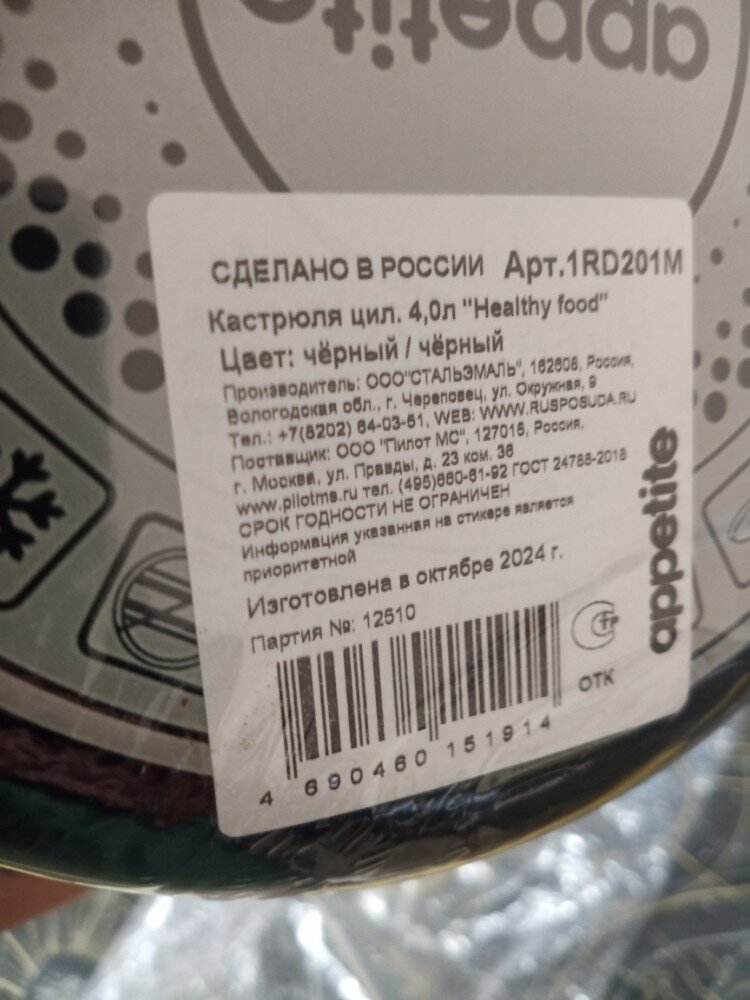 appetite
СДЕЛАНО В РОССИИ Арт.1RD201M
Кастрюля цил. 4,0л "Healthy food"
Цвет: чёрный / чёрный
Производитель: ООО"СТАЛЬЭМАЛЬ", 162608, Россия,
Вологодская обл., г. Череповец, ул. Окружная, 9
Тел.: +7(8202) 64-03-61, WEB: WWW.RUSPOSUDA.RU
Поставщик: ООО "Пилот МС", 127015, Россия,
г. Москва, ул. Правды, д. 23 ком. 36
www.pilotms.ru тел. (495)660-61-92 ГОСТ 24788-2018
СРОК ГОДНОСТИ НЕ ОГРАНИЧЕН
Информация указанная на стикере является
приоритетной
Изготовлена в октябре 2024 г.
Партия №: 12510
ОТК
4 690460 151914
appetite